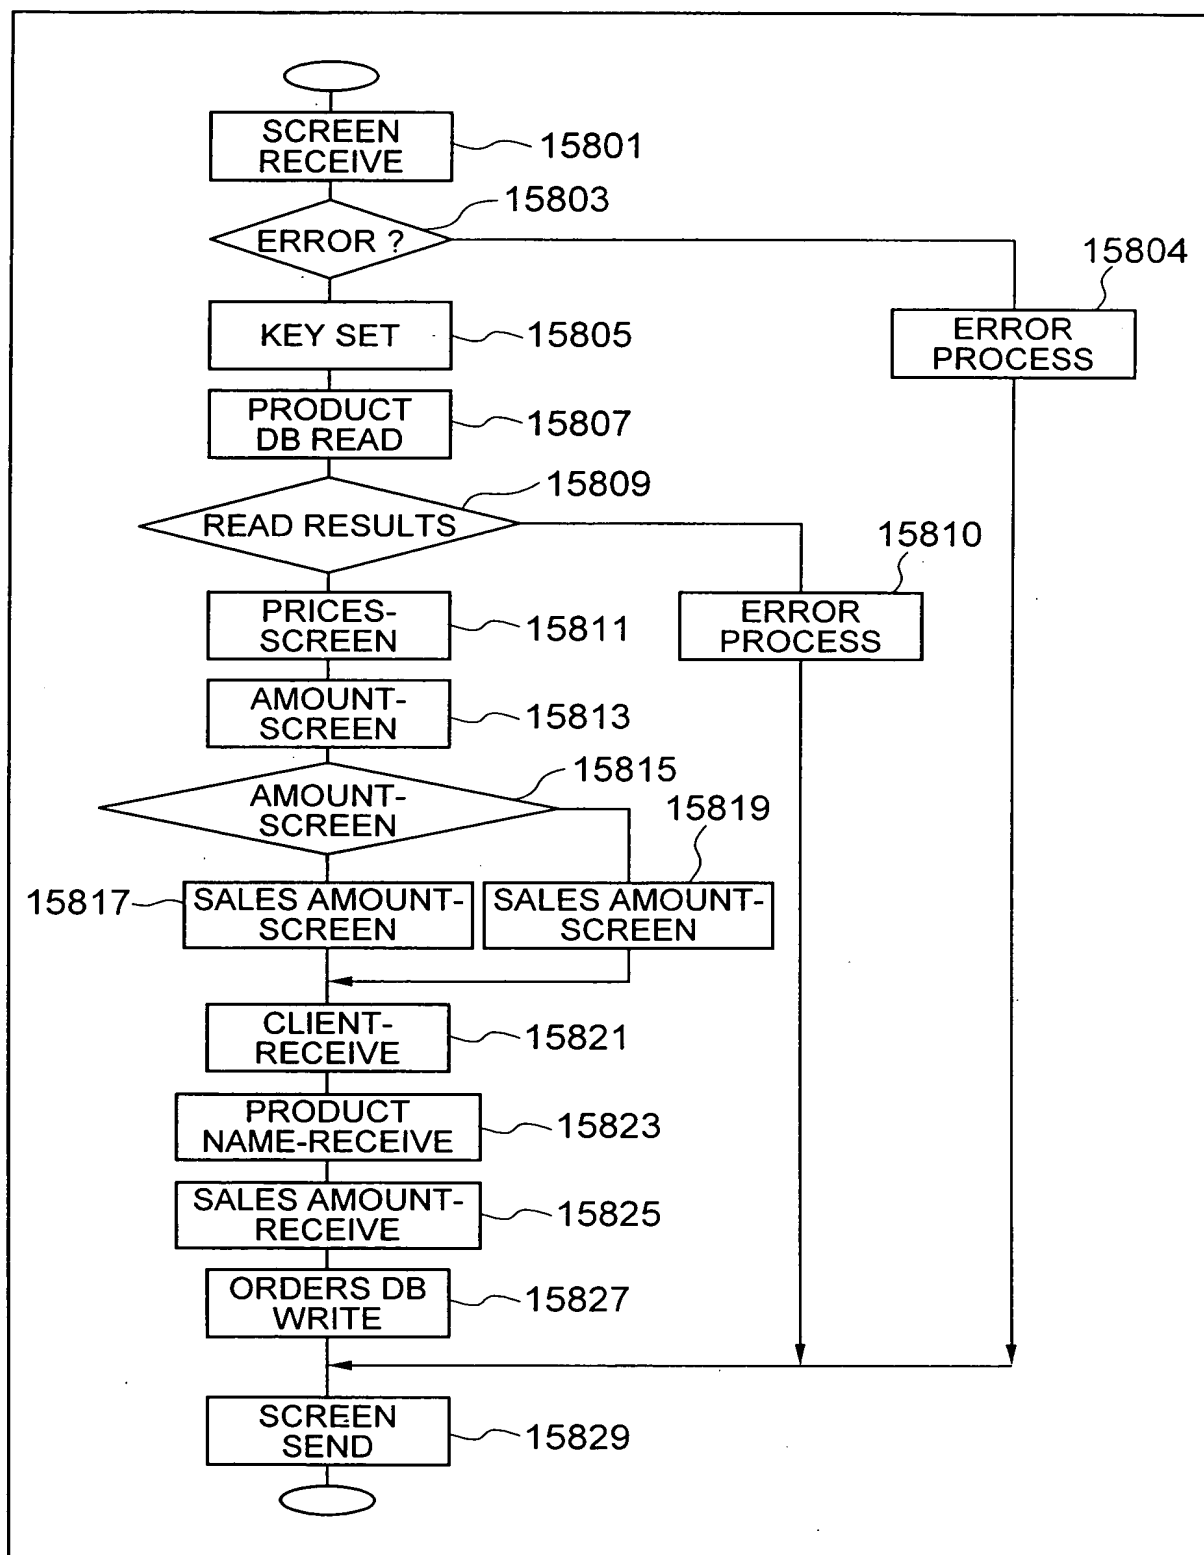 SCREEN
RECEIVE
15801
15803
ERROR ?
15804
ERROR
PROCESS
KEY SET
15805
PRODUCT
DB READ
15807
15809
READ RESULTS
15810
ERROR
PROCESS
PRICES-
SCREEN
15811
AMOUNT-
SCREEN
15813
15815
AMOUNT-
SCREEN
15819
15817
SALES AMOUNT-
SCREEN
SALES AMOUNT-
SCREEN
CLIENT-
RECEIVE
15821
PRODUCT
NAME-RECEIVE
15823
SALES AMOUNT-
RECEIVE
15825
ORDERS DB
WRITE
15827
SCREEN
SEND
15829